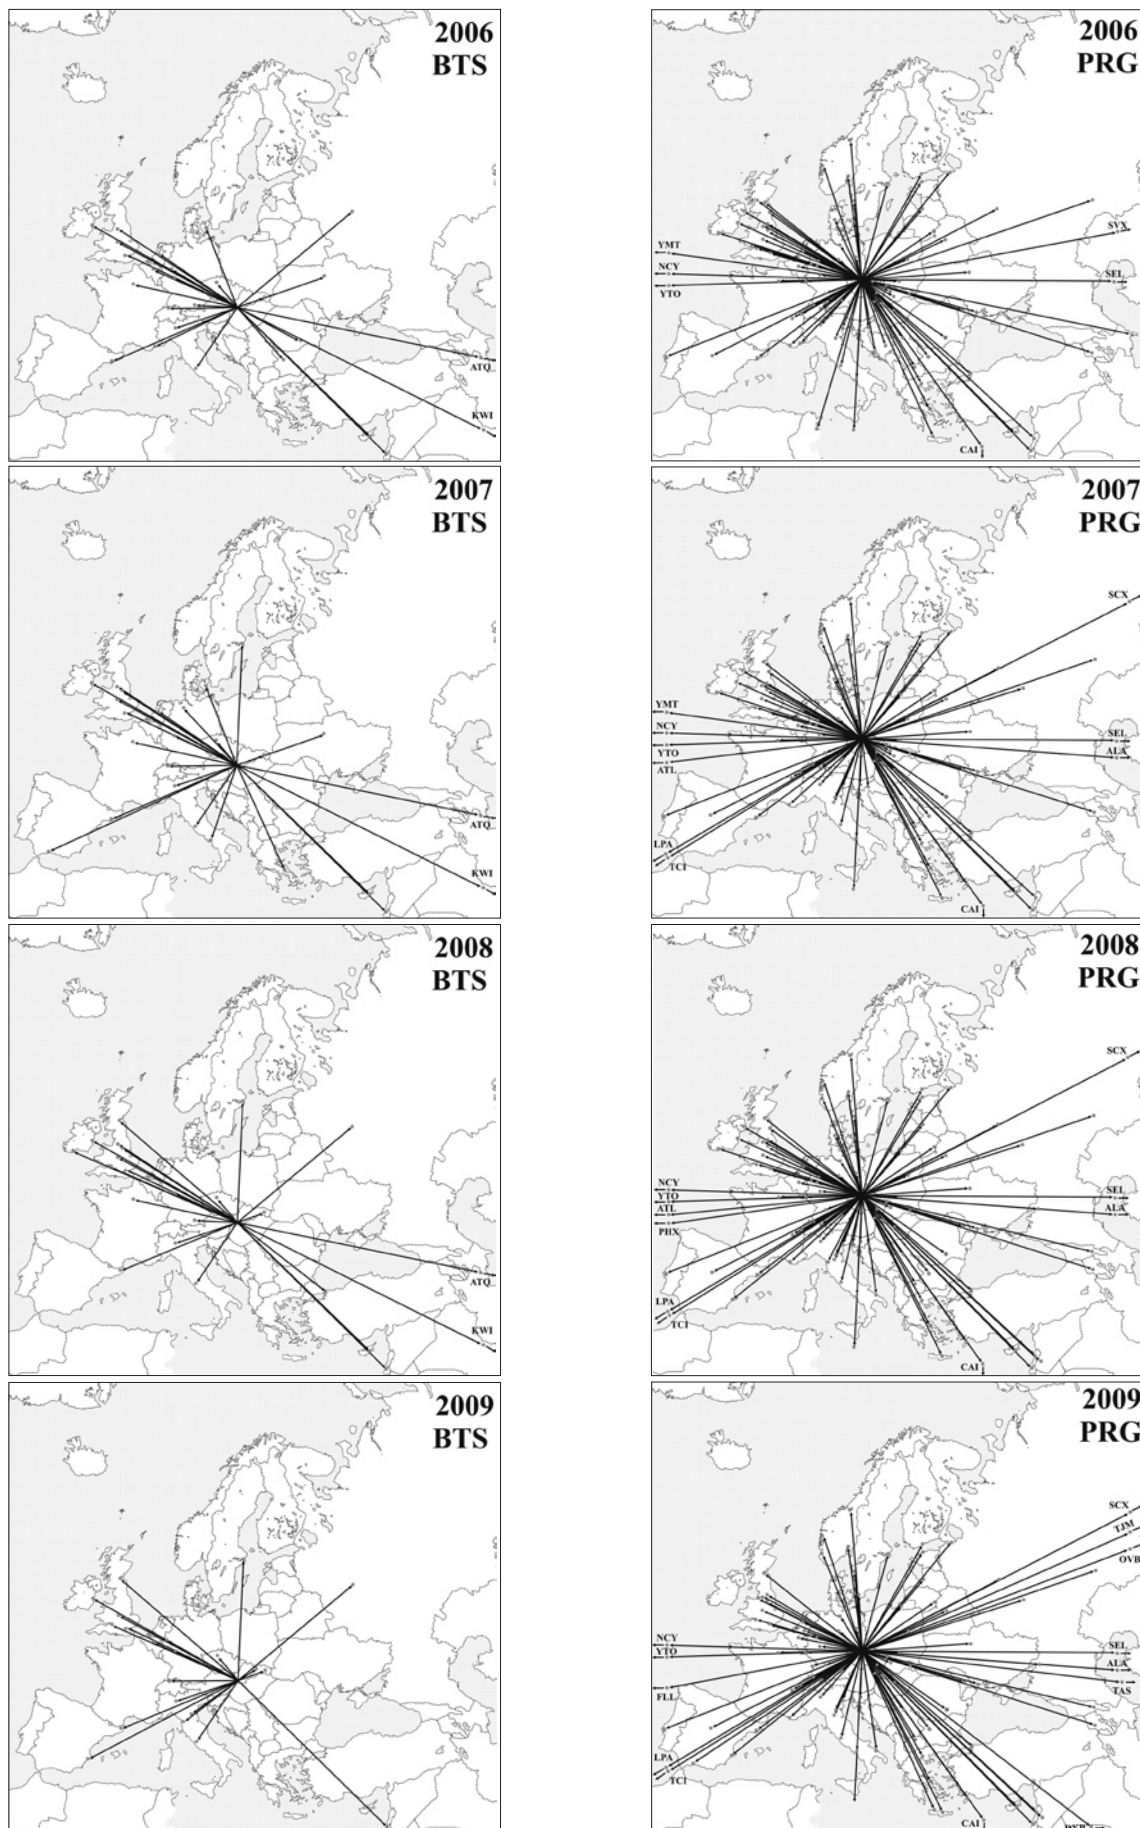 2006
BTS
ATQ
KWI
2006
PRG
SVX
YMT
NCY
SEL
YTO
CAI
2007
BTS
ATQ
KWI
2007
PRG
SCX
YMT
NCY
SEL
YTO
ALA
ATL
LPA
TCI
CAI
2008
BTS
ATQ
KWI
2008
PRG
SCX
NCY
YTO
SEL
ATL
ALA
PHX
LPA
TCI
CAI
2009
BTS
2009
PRG
SCX
TJM
OVB
NCY
SEL
YTO
ALA
FLL
TAS
LPA
TCI
CAI